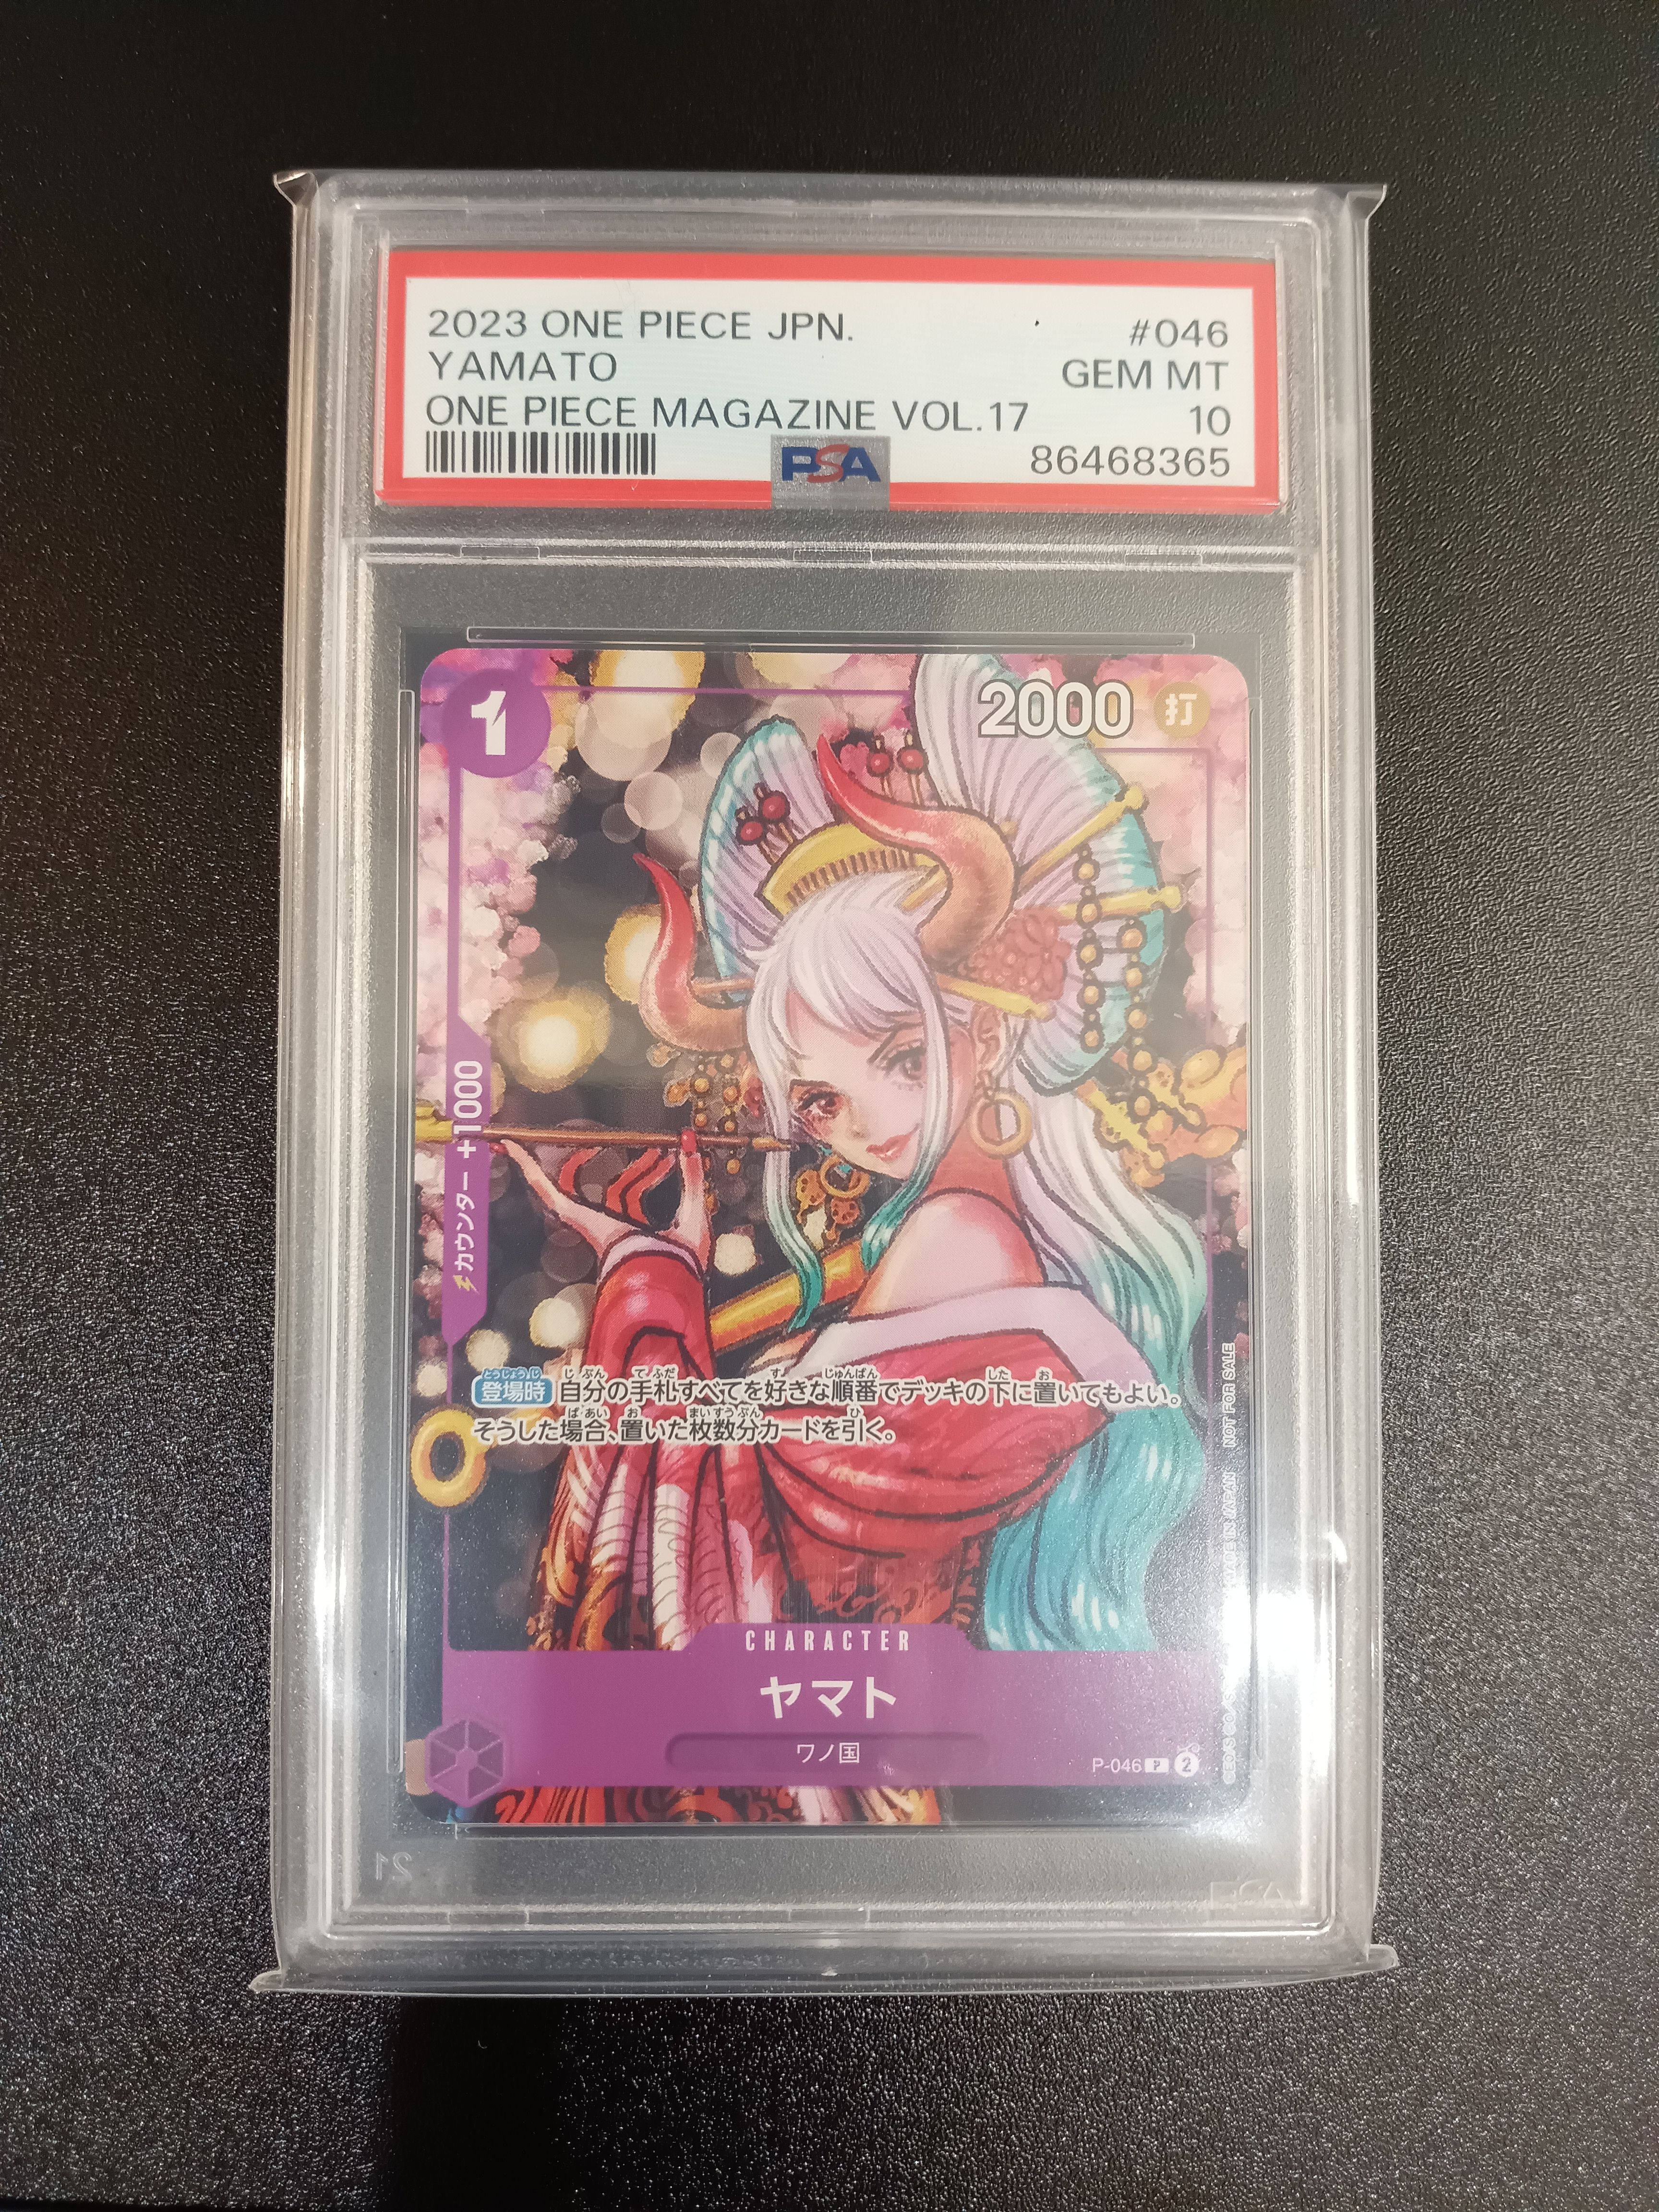 2023 ONE PIECE JPN. #046
YAMATO GEM MT
ONE PIECE MAGAZINE VOL.17 10
PSA 86468365
1 2000 打
カウンター +1000
登場時 自分の手札すべてを好きな順番でデッキの下に置いてもよい。
そうした場合、置いた枚数分カードを引く。
NOT FOR SALE
CHARACTER
ヤマト
ワノ国
P-046 P 2